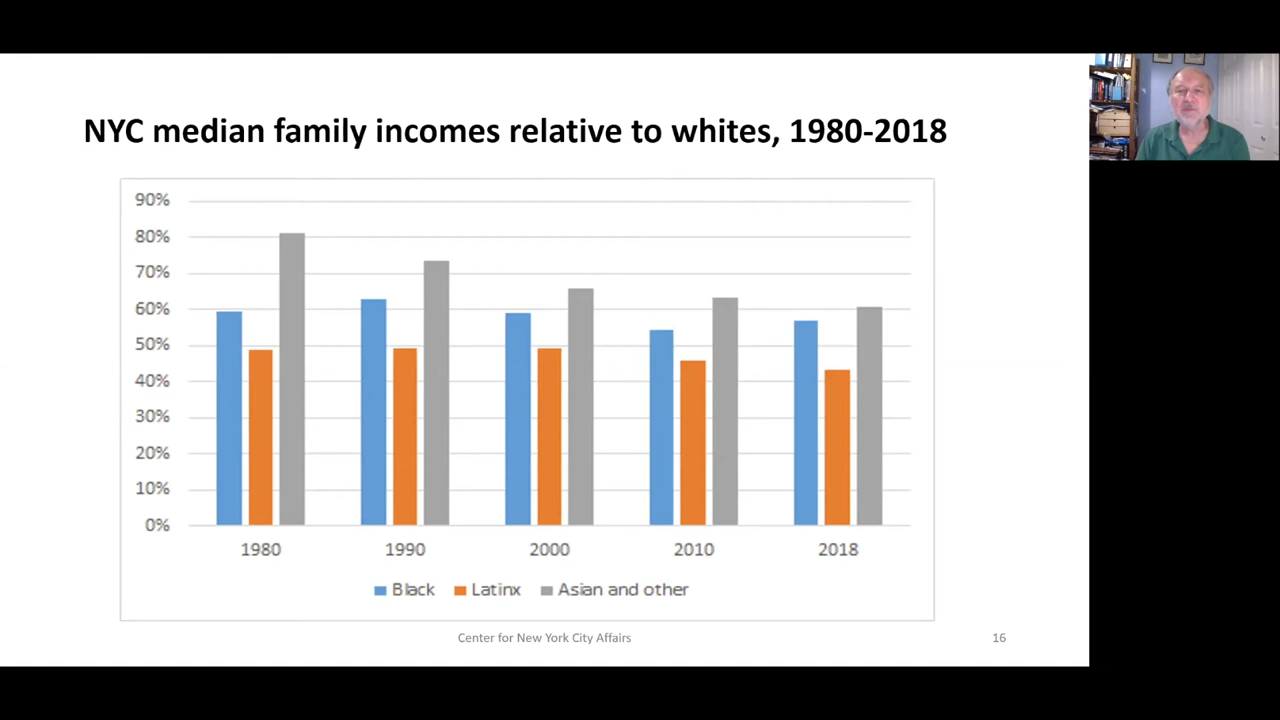 NYC median family incomes relative to whites, 1980-2018
90%
80%
70%
60%
50%
40%
30%
20%
10%
0%
1980 1990 2000 2010 2018
Black Latinx Asian and other
Center for New York City Affairs 16